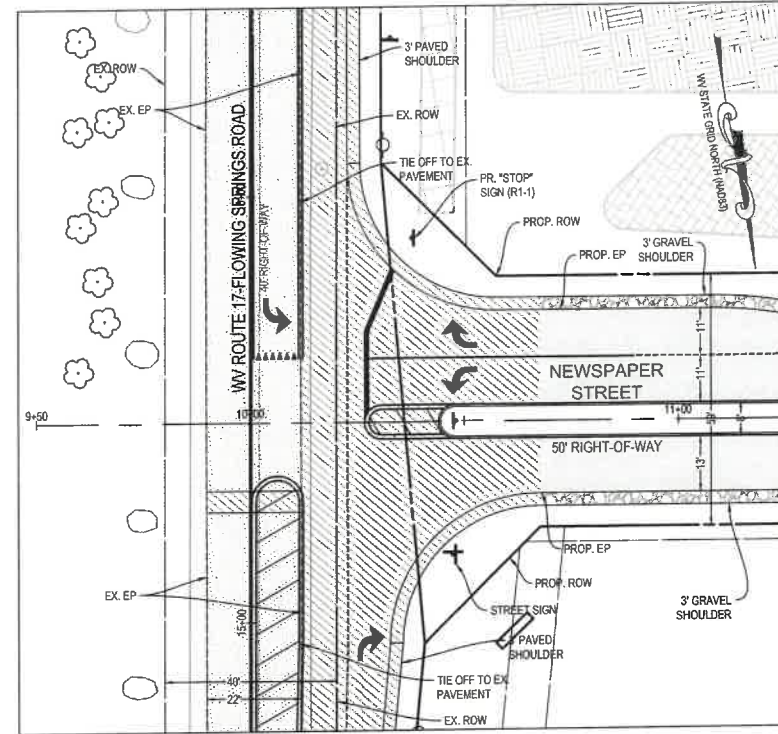 3' PAVED
SHOULDER
EX. ROW
EX. EP
EX. ROW
WV ROUTE 17-FLOWING SPRINGS ROAD
40' RIGHT-OF-WAY
TIE OFF TO EX.
PAVEMENT
PR. "STOP"
SIGN (R1-1)
WV STATE GRID NORTH (NAD83)
PROP. ROW
3' GRAVEL
SHOULDER
PROP. EP
11'
11'
NEWSPAPER
STREET
9+50
10+00
11+00
50' RIGHT-OF-WAY
13'
PROP. EP
PROP. ROW
EX. EP
STREET SIGN
3' GRAVEL
SHOULDER
15+00
3' PAVED
SHOULDER
TIE OFF TO EX.
PAVEMENT
40'
22'
EX. ROW